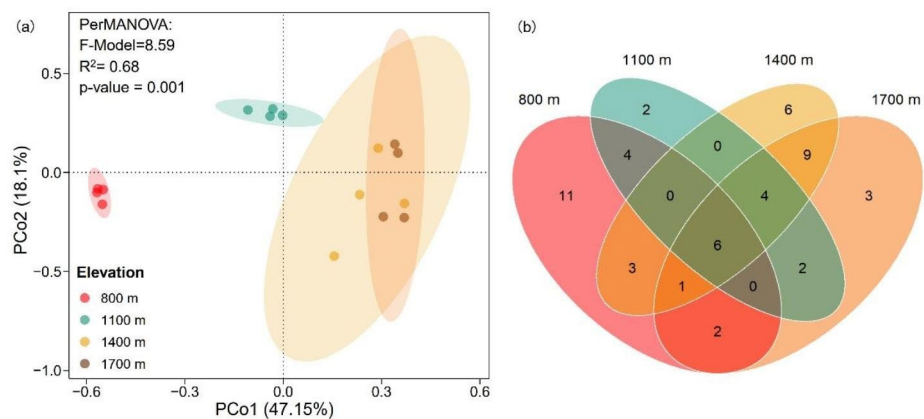 (a)
PerMANOVA:
F-Model=8.59
R²= 0.68
p-value = 0.001
0.5
0.0
−0.5
−1.0
PCo2 (18.1%)
Elevation
800 m
1100 m
1400 m
1700 m
−0.6
−0.3
0.0
0.3
0.6
PCo1 (47.15%)
(b)
1100 m
1400 m
800 m
1700 m
2
6
4
0
9
11
0
4
3
6
3
2
1
0
2